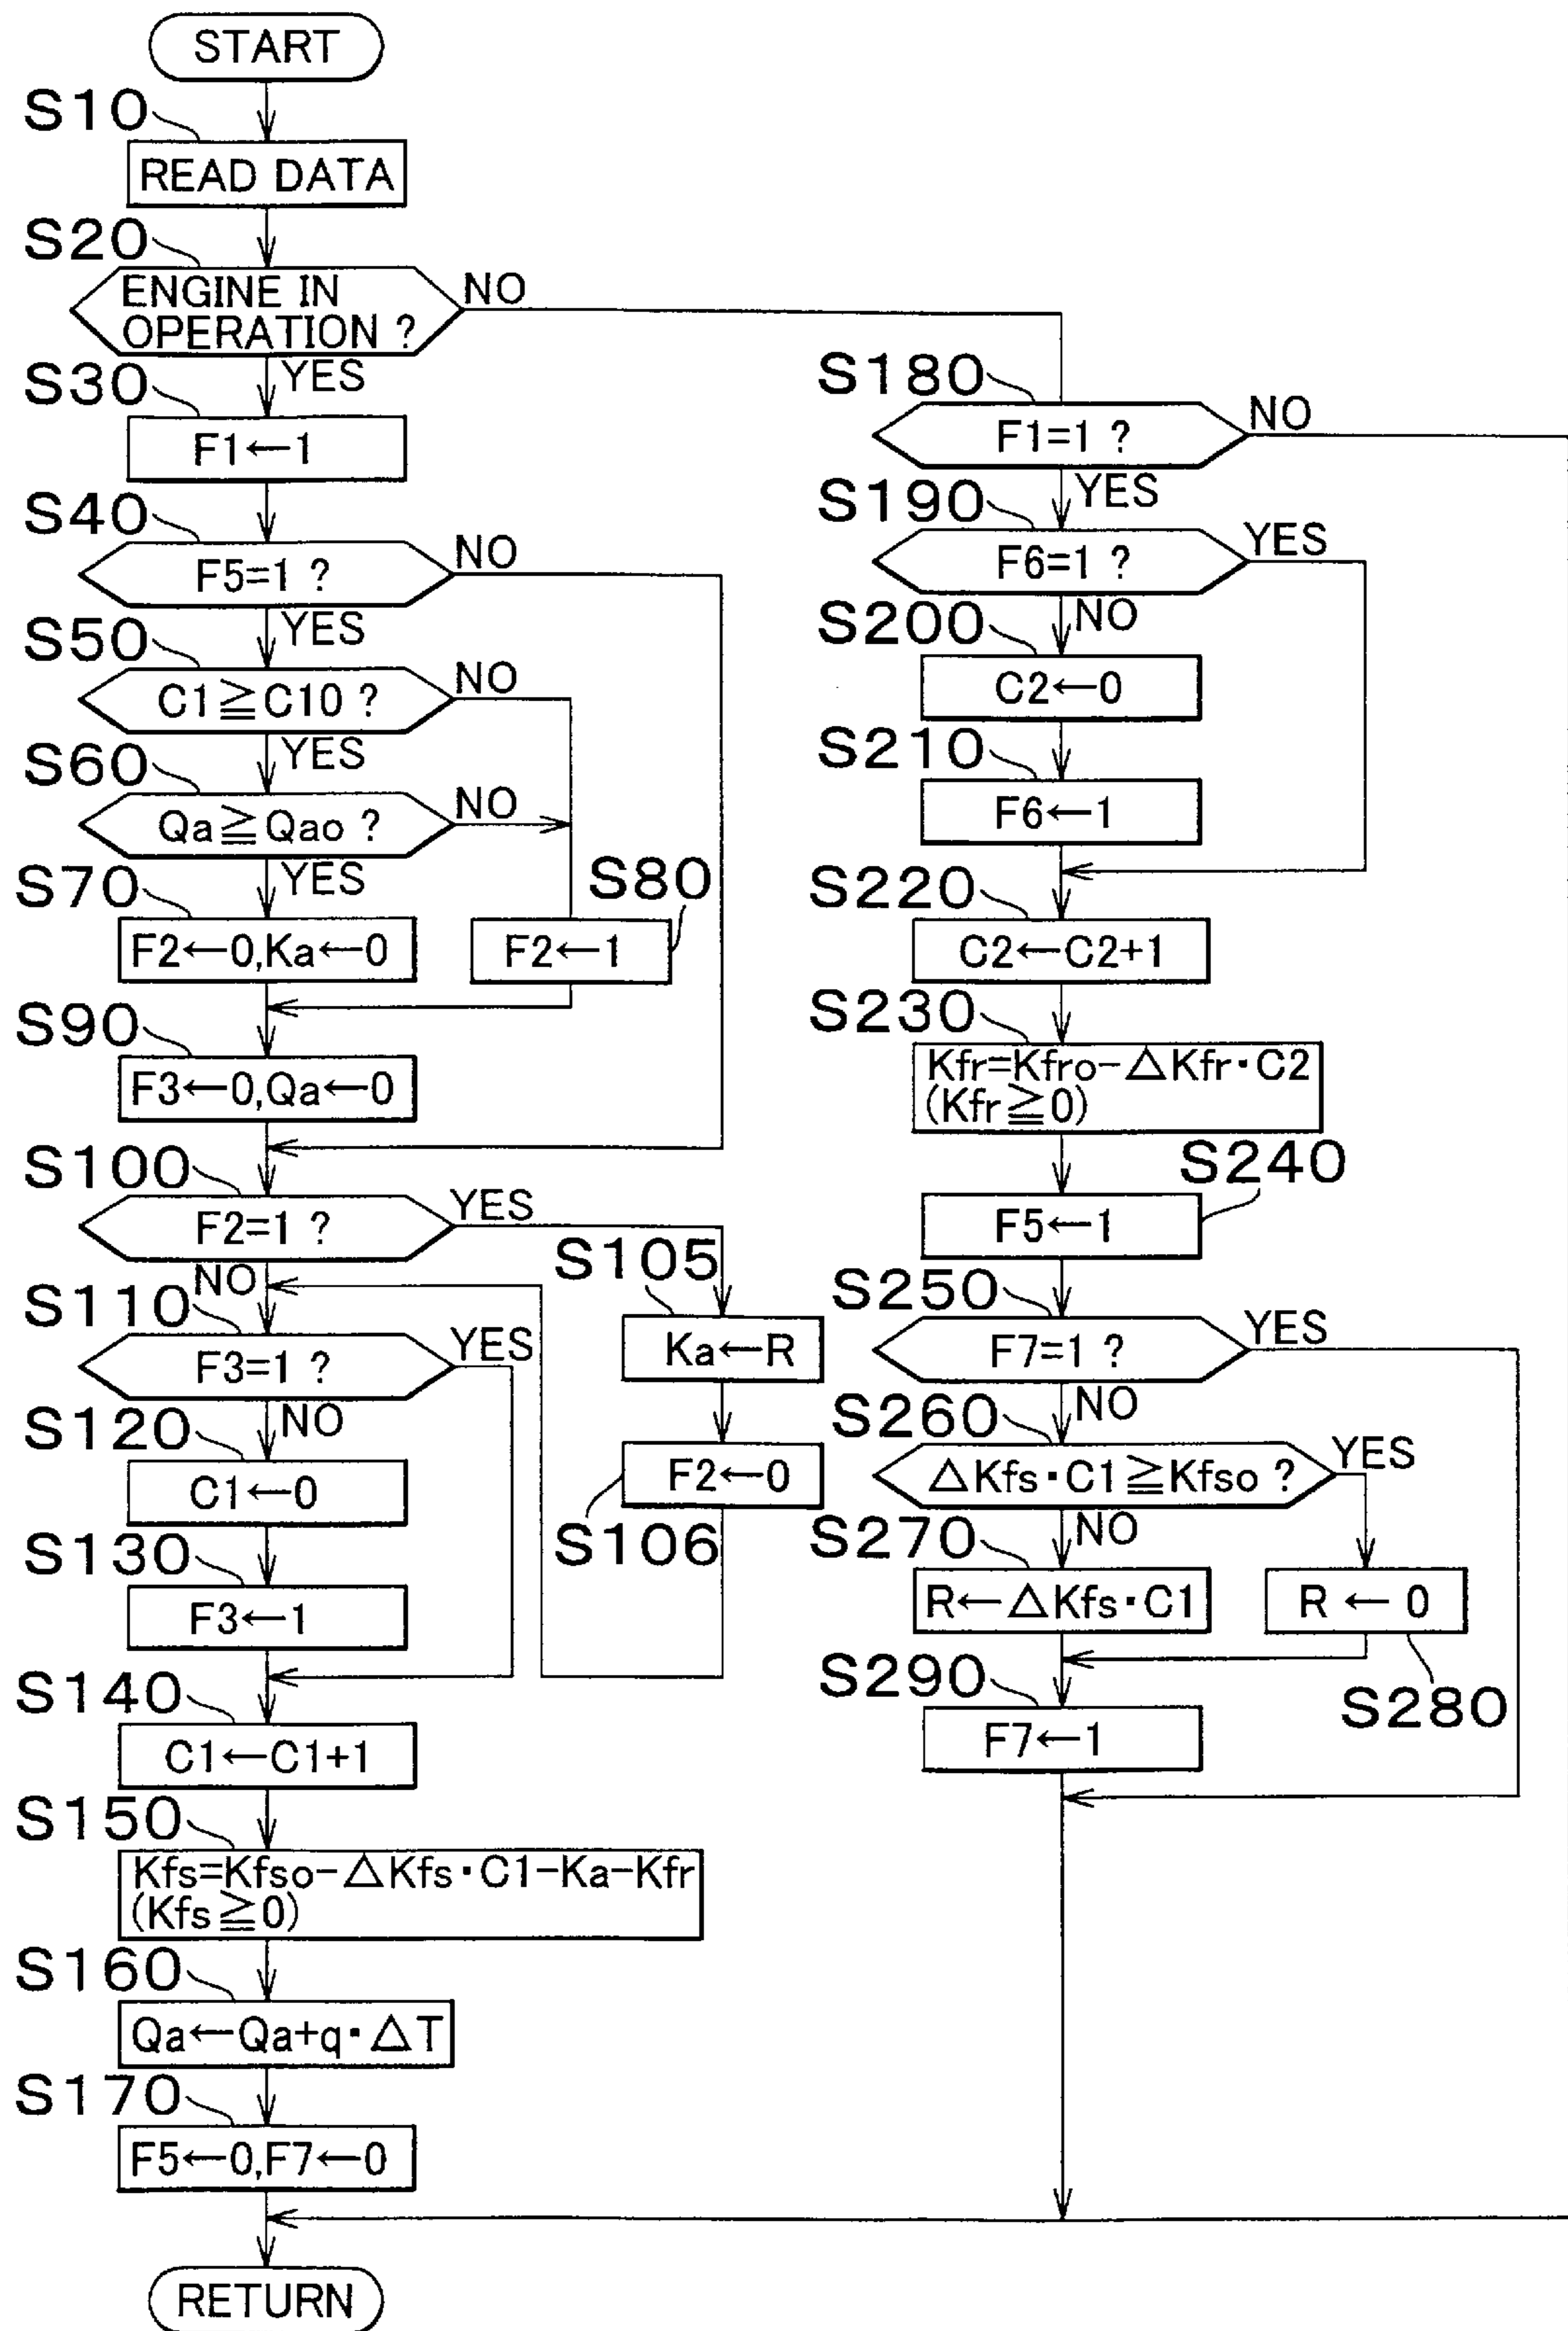 START
S10
READ DATA
S20
ENGINE IN
OPERATION ?
NO
YES
S30
F1←1
S40
F5=1 ?
NO
YES
S50
C1≧C10 ?
NO
YES
S60
Qa≧Qao ?
NO
YES
S70
F2←0,Ka←0
S80
F2←1
S90
F3←0,Qa←0
S100
F2=1 ?
YES
NO
S105
Ka←R
S106
F2←0
S110
F3=1 ?
YES
NO
S120
C1←0
S130
F3←1
S140
C1←C1+1
S150
Kfs=Kfso-△Kfs・C1-Ka-Kfr
(Kfs≧0)
S160
Qa←Qa+q・△T
S170
F5←0,F7←0
RETURN
S180
F1=1 ?
NO
YES
S190
F6=1 ?
YES
NO
S200
C2←0
S210
F6←1
S220
C2←C2+1
S230
Kfr=Kfro-△Kfr・C2
(Kfr≧0)
S240
F5←1
S250
F7=1 ?
YES
NO
S260
△Kfs・C1≧Kfso ?
YES
NO
S270
R←△Kfs・C1
R ← 0
S280
S290
F7←1